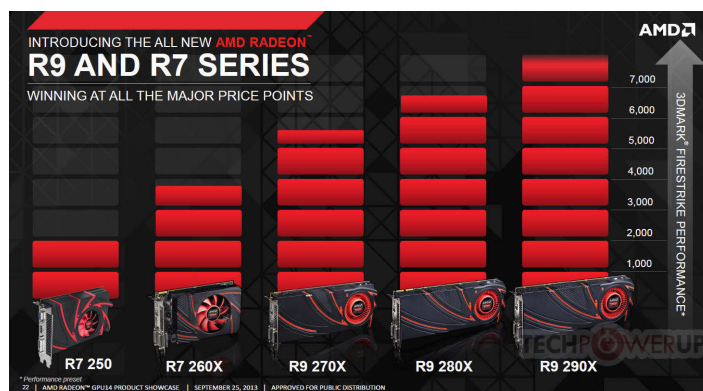 INTRODUCING THE ALL NEW AMD RADEON™
R9 AND R7 SERIES
WINNING AT ALL THE MAJOR PRICE POINTS
AMD
7,000
6,000
5,000
4,000
3,000
2,000
1,000
3DMARK® FIRESTRIKE PERFORMANCE*
TECHPOWERUP
R7 250
R7 260X
R9 270X
R9 280X
R9 290X
* Performance preset
22 | AMD RADEON™ GPU14 PRODUCT SHOWCASE | SEPTEMBER 25, 2013 | APPROVED FOR PUBLIC DISTRIBUTION